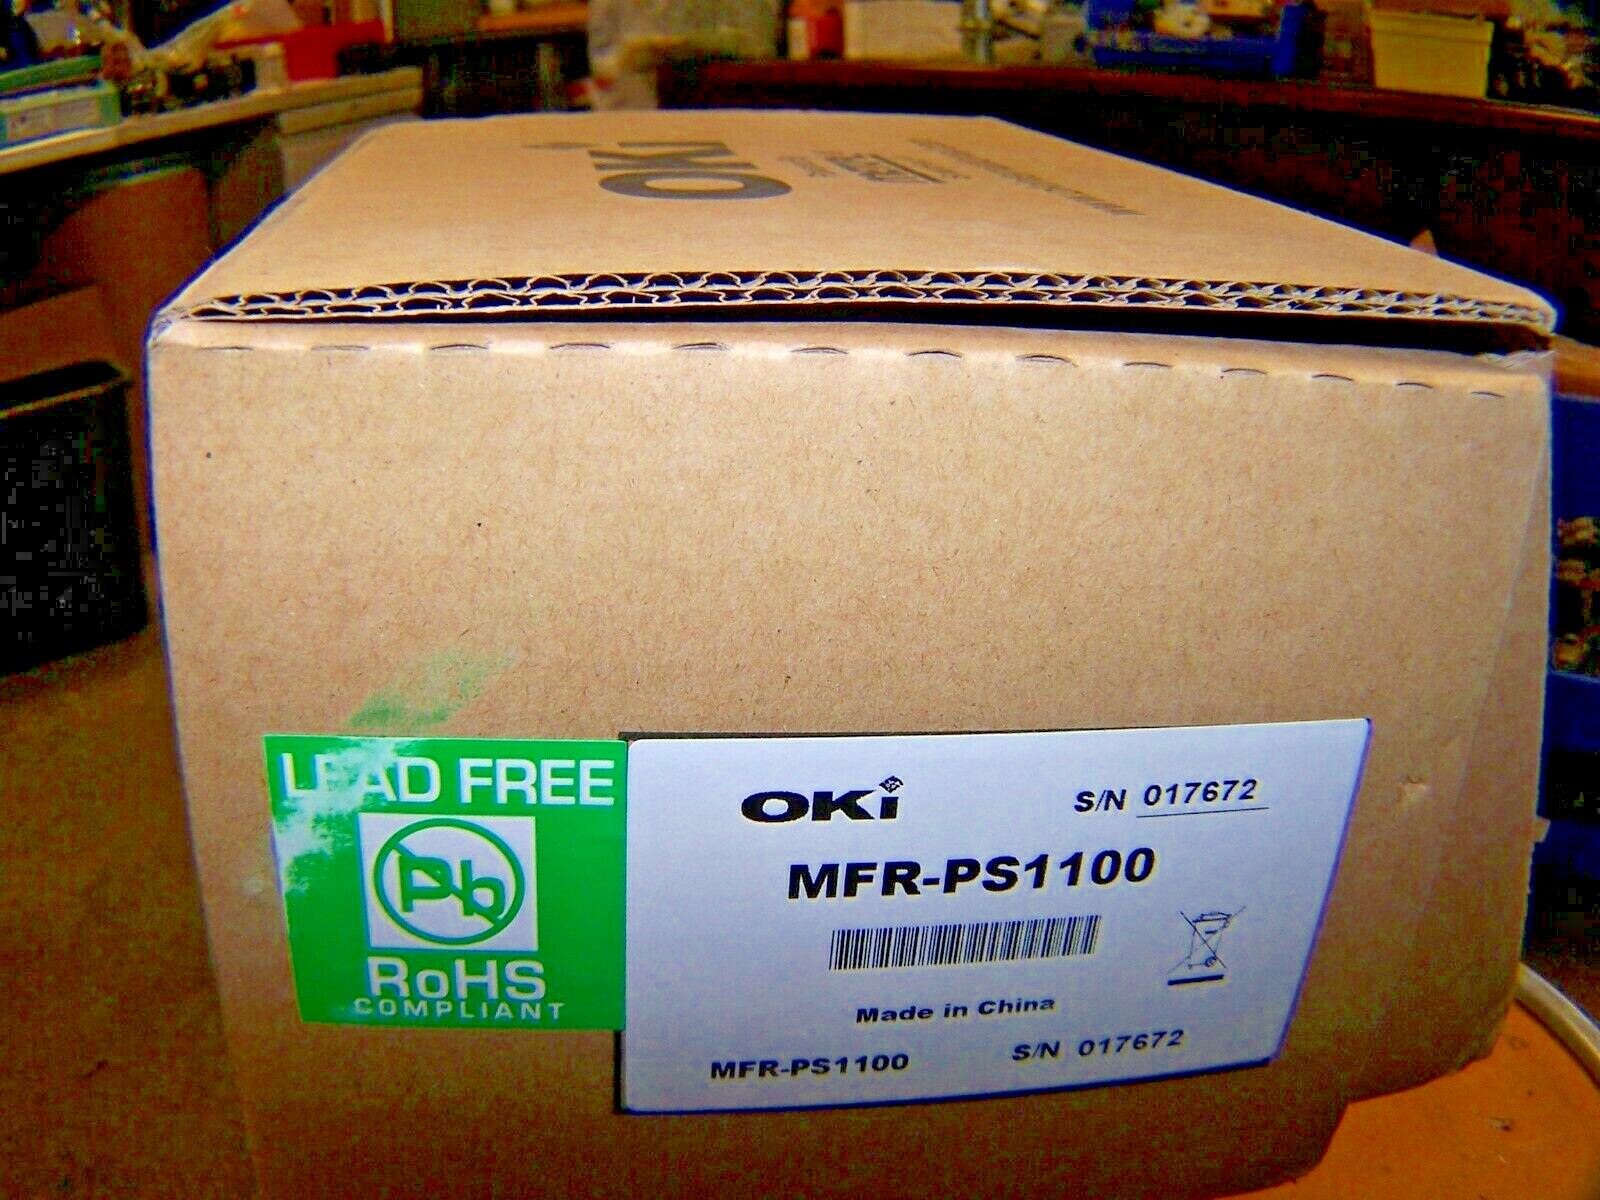 OKi
LEAD FREE
Pb
RoHS
COMPLIANT
OKi
S/N 017672
MFR-PS1100
Made in China
MFR-PS1100
S/N 017672